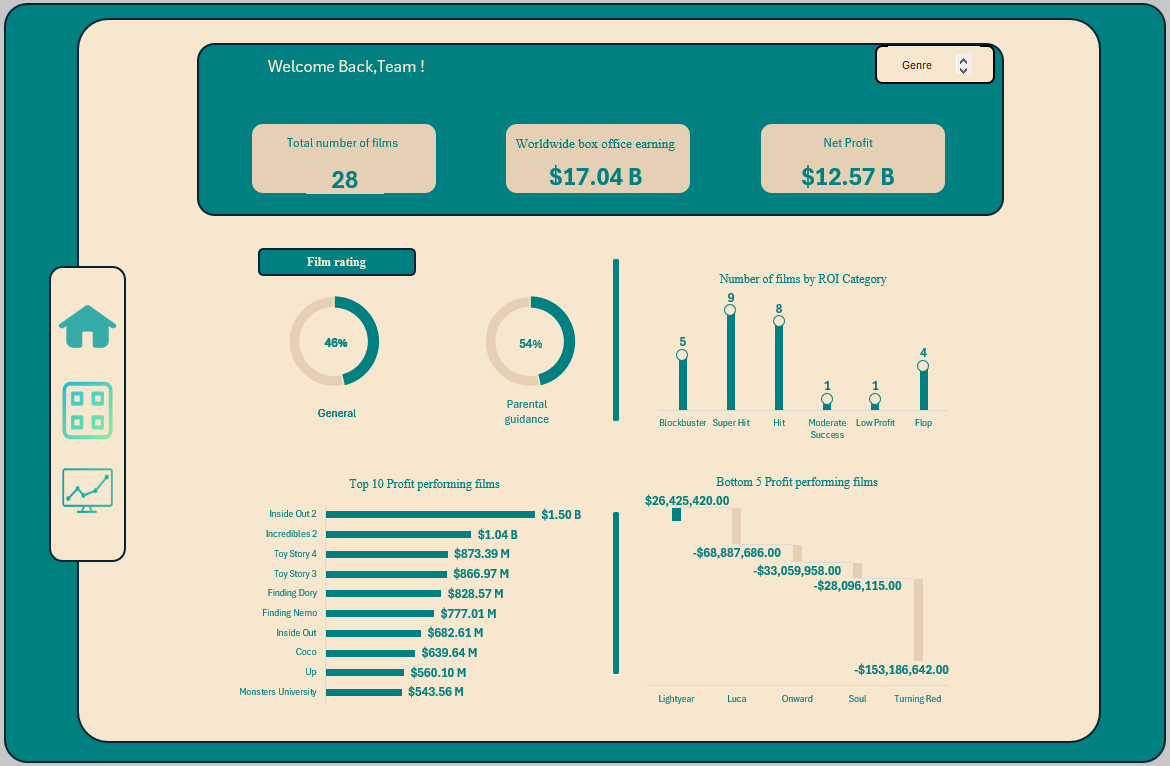 Welcome Back,Team !
Genre
Total number of films
28
Worldwide box office earning
$17.04 B
Net Profit
$12.57 B
Film rating
46%
General
54%
Parental
guidance
Number of films by ROI Category
5
9
8
1
1
4
Blockbuster
Super Hit
Hit
Moderate
Success
Low Profit
Flop
Top 10 Profit performing films
Inside Out 2 $1.50 B
Incredibles 2 $1.04 B
Toy Story 4 $873.39 M
Toy Story 3 $866.97 M
Finding Dory $828.57 M
Finding Nemo $777.01 M
Inside Out $682.61 M
Coco $639.64 M
Up $560.10 M
Monsters University $543.56 M
Bottom 5 Profit performing films
$26,425,420.00
-$68,887,686.00
-$33,059,958.00
-$28,096,115.00
-$153,186,642.00
Lightyear
Luca
Onward
Soul
Turning Red